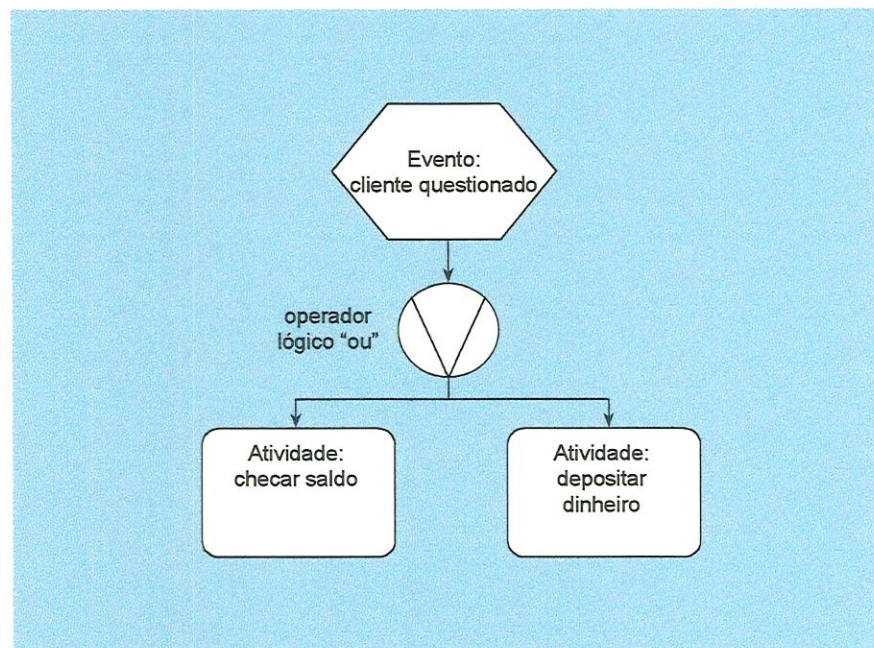 Evento:
cliente questionado
operador
lógico “ou”
Atividade:
checar saldo
Atividade:
depositar
dinheiro